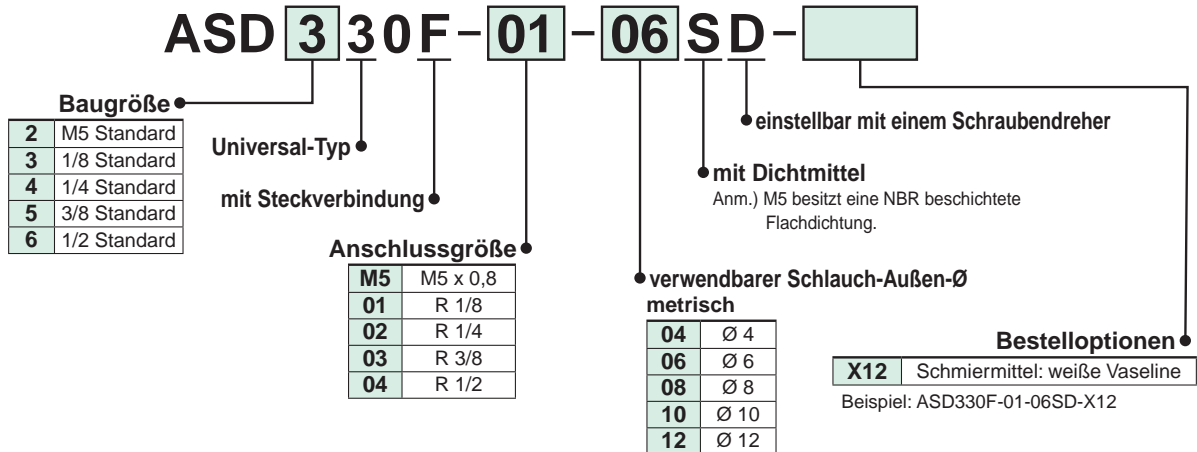 ASD 3 3 0 F - 01 - 06 S D -
Baugröße
2 M5 Standard
3 1/8 Standard
4 1/4 Standard
5 3/8 Standard
6 1/2 Standard
Universal-Typ
mit Steckverbindung
Anschlussgröße
M5 M5 x 0,8
01 R 1/8
02 R 1/4
03 R 3/8
04 R 1/2
einstellbar mit einem Schraubendreher
mit Dichtmittel
Anm.) M5 besitzt eine NBR beschichtete
Flachdichtung.
verwendbarer Schlauch-Außen-Ø
metrisch
04 Ø 4
06 Ø 6
08 Ø 8
10 Ø 10
12 Ø 12
Bestelloptionen
X12 Schmiermittel: weiße Vaseline
Beispiel: ASD330F-01-06SD-X12